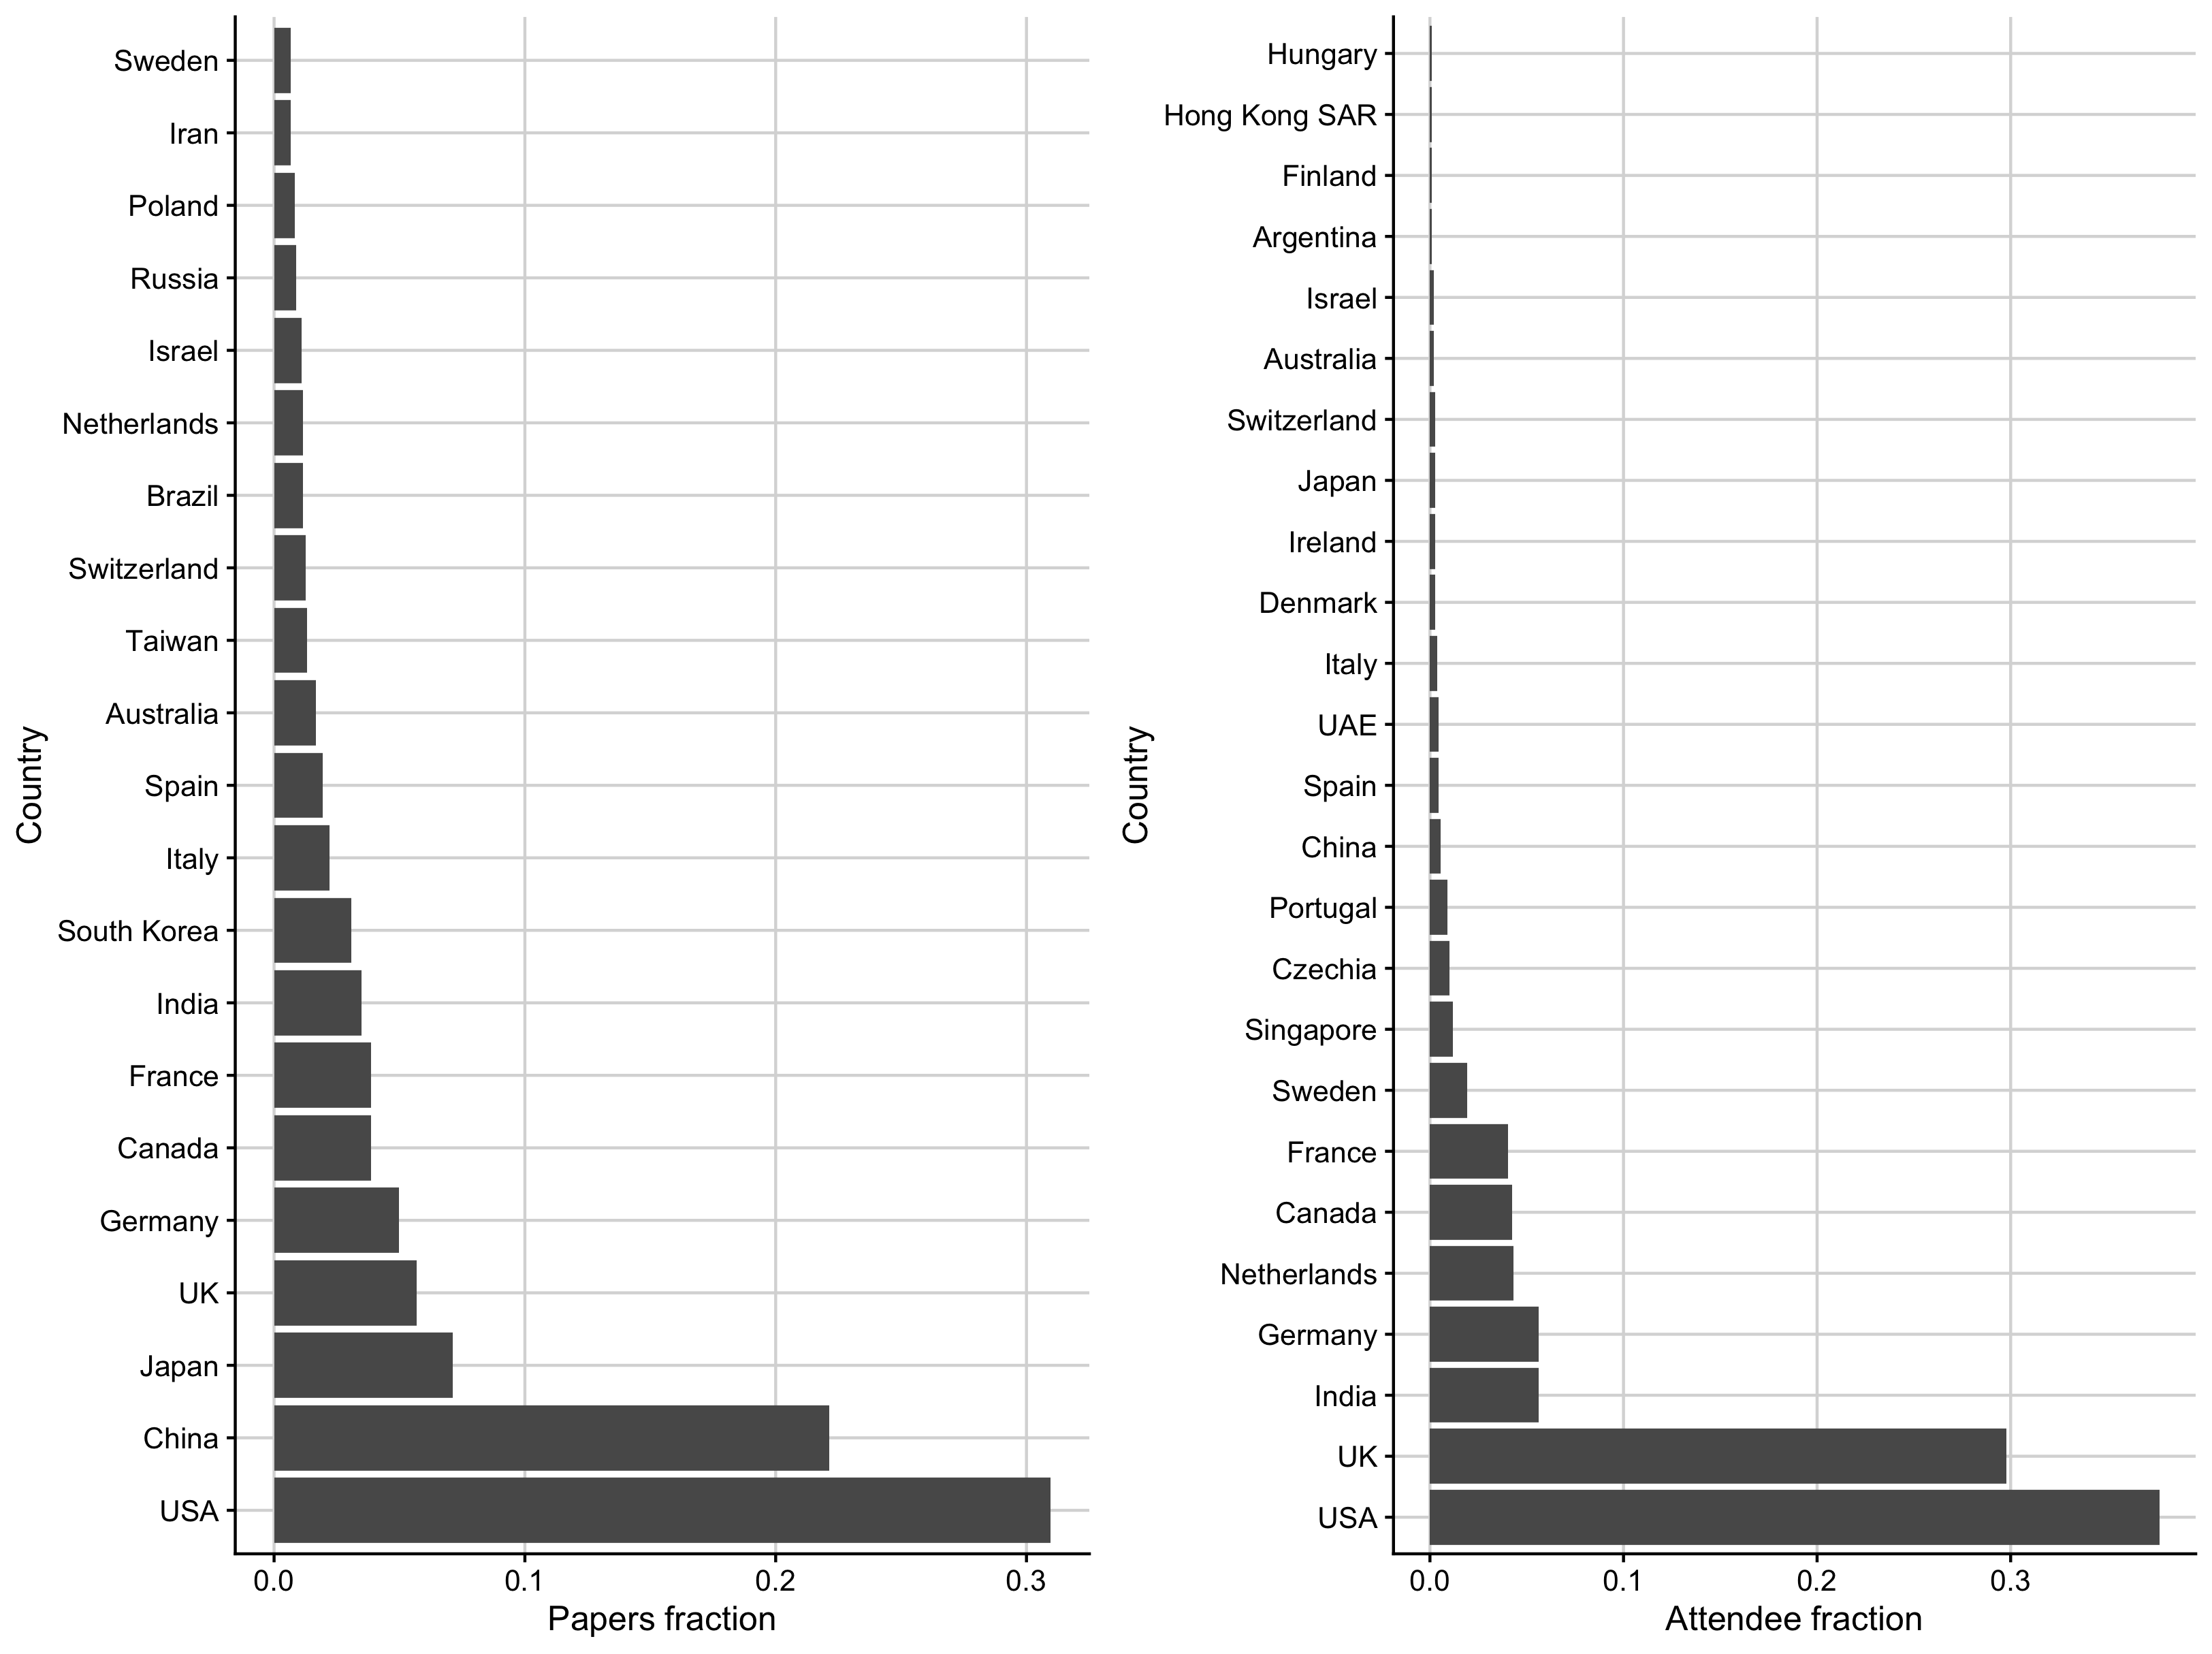 Country
Sweden
Iran
Poland
Russia
Israel
Netherlands
Brazil
Switzerland
Taiwan
Australia
Spain
Italy
South Korea
India
France
Canada
Germany
UK
Japan
China
USA
0.0 0.1 0.2 0.3
Papers fraction
Country
Hungary
Hong Kong SAR
Finland
Argentina
Israel
Australia
Switzerland
Japan
Ireland
Denmark
Italy
UAE
Spain
China
Portugal
Czechia
Singapore
Sweden
France
Canada
Netherlands
Germany
India
UK
USA
0.0 0.1 0.2 0.3
Attendee fraction